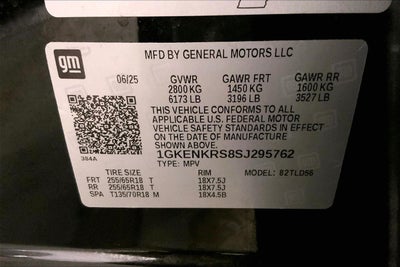 gm
MFD BY GENERAL MOTORS LLC
06/25 GVWR GAWR FRT GAWR RR
2800 KG 1450 KG 1600 KG
6173 LB 3196 LB 3527 LB
THIS VEHICLE CONFORMS TO ALL
APPLICABLE U.S. FEDERAL MOTOR
VEHICLE SAFETY STANDARDS IN EFFECT
ON THE DATE OF MANUFACTURE
SHOWN ABOVE.
1GKENKRS8SJ295762
384A TYPE: MPV
TIRE SIZE RIM MODEL: 82TLD56
FRT 255/65R18 T 18X7.5J
RR 255/65R18 T 18X7.5J
SPA T135/70R18 M 18X4.5B